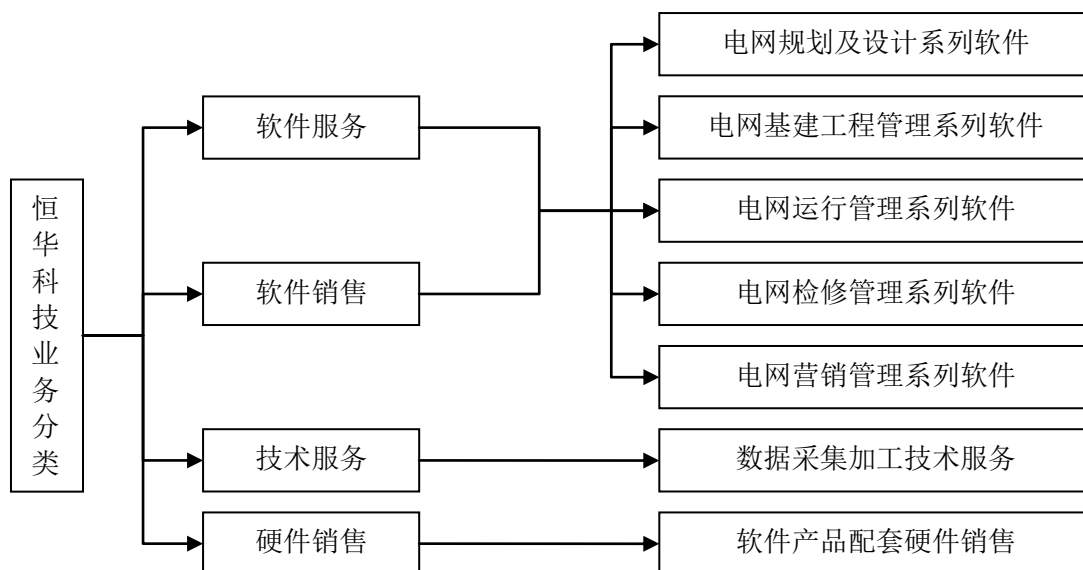 恒华科技业务分类
软件服务
软件销售
技术服务
硬件销售
电网规划及设计系列软件
电网基建工程管理系列软件
电网运行管理系列软件
电网检修管理系列软件
电网营销管理系列软件
数据采集加工技术服务
软件产品配套硬件销售